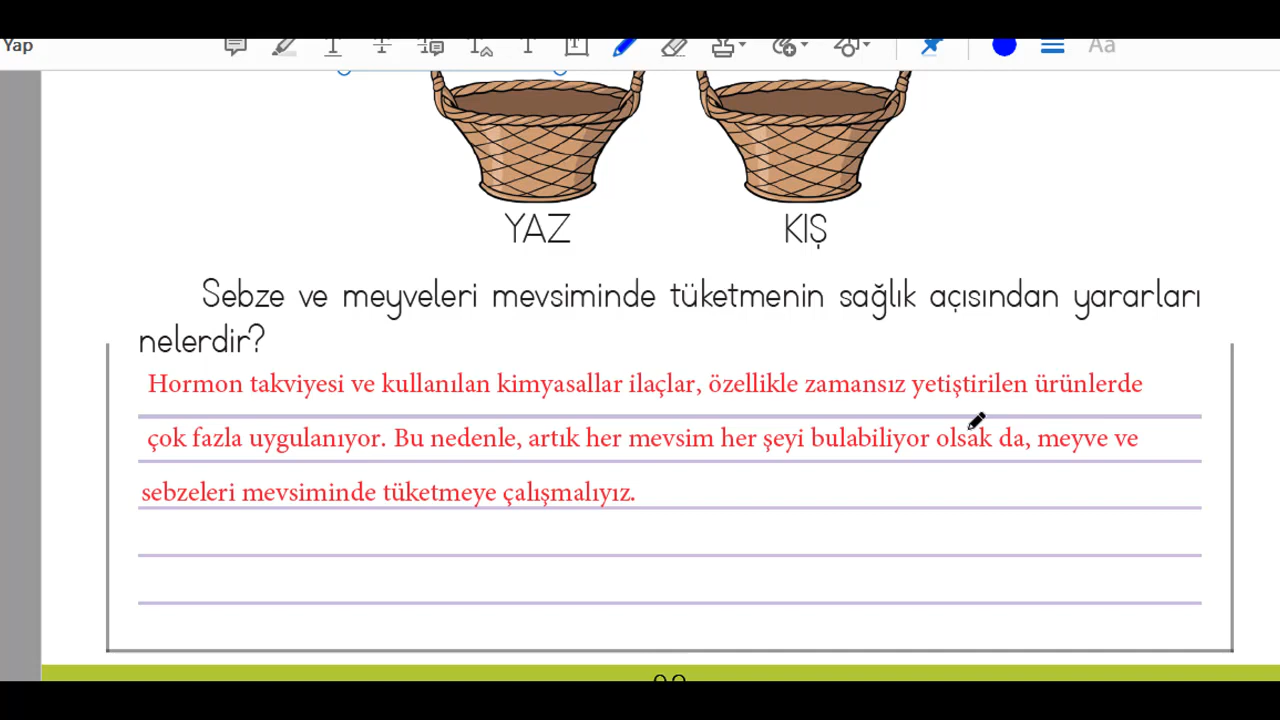 Yap
YAZ
KIŞ
Sebze ve meyveleri mevsiminde tüketmenin sağlık açısından yararları
nelerdir?
Hormon takviyesi ve kullanılan kimyasallar ilaçlar, özellikle zamansız yetiştirilen ürünlerde
çok fazla uygulanıyor. Bu nedenle, artık her mevsim her şeyi bulabiliyor olsak da, meyve ve
sebzeleri mevsiminde tüketmeye çalışmalıyız.
Aa